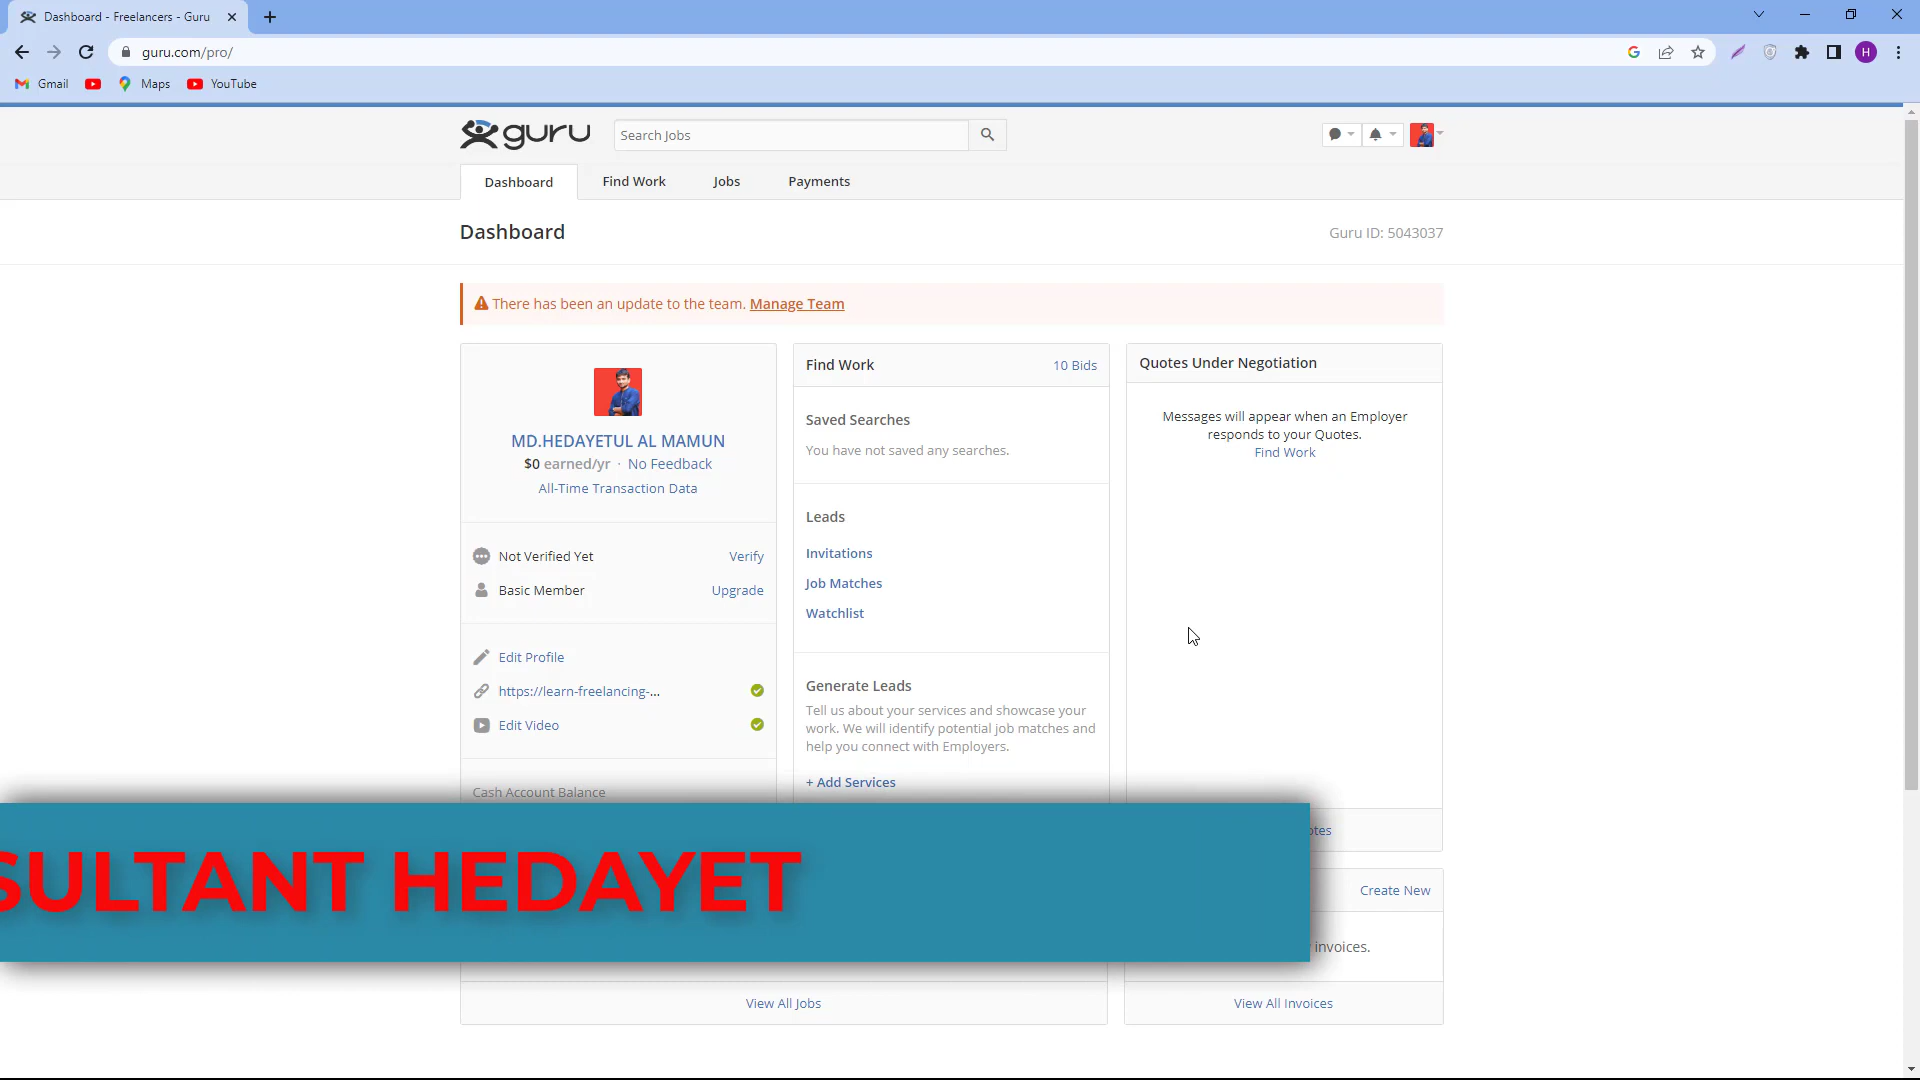 Dashboard - Freelancers - Guru
guru.com/pro/
Gmail
Maps
YouTube
H
guru
Search Jobs
Dashboard
Find Work
Jobs
Payments
Dashboard
Guru ID: 5043037
There has been an update to the team. Manage Team
MD.HEDAYETUL AL MAMUN
$0 earned/yr · No Feedback
All-Time Transaction Data
Not Verified Yet
Verify
Basic Member
Upgrade
Edit Profile
https://learn-freelancing-...
Edit Video
Cash Account Balance
Find Work
10 Bids
Saved Searches
You have not saved any searches.
Leads
Invitations
Job Matches
Watchlist
Generate Leads
Tell us about your services and showcase your
work. We will identify potential job matches and
help you connect with Employers.
+ Add Services
Quotes Under Negotiation
Messages will appear when an Employer
responds to your Quotes.
Find Work
SULTANT HEDAYET
Create New
invoices.
View All Jobs
View All Invoices